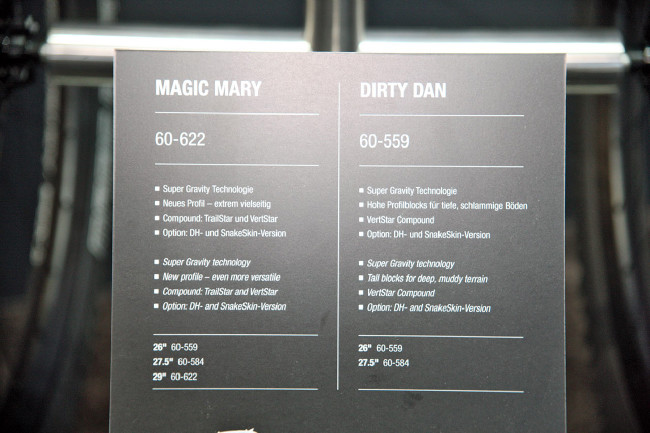 MAGIC MARY
60-622
Super Gravity Technologie
Neues Profil – extrem vielseitig
Compound: TrailStar und VertStar
Option: DH- und SnakeSkin-Version
Super Gravity technology
New profile – even more versatile
Compound: TrailStar and VertStar
Option: DH- and SnakeSkin-Version
26" 60-559
27.5" 60-584
29" 60-622
DIRTY DAN
60-559
Super Gravity Technologie
Hohe Profilblocks für tiefe, schlammige Böden
VertStar Compound
Option: DH- und SnakeSkin-Version
Super Gravity technology
Tall blocks for deep, muddy terrain
VertStar Compound
Option: DH- and SnakeSkin-Version
26" 60-559
27.5" 60-584